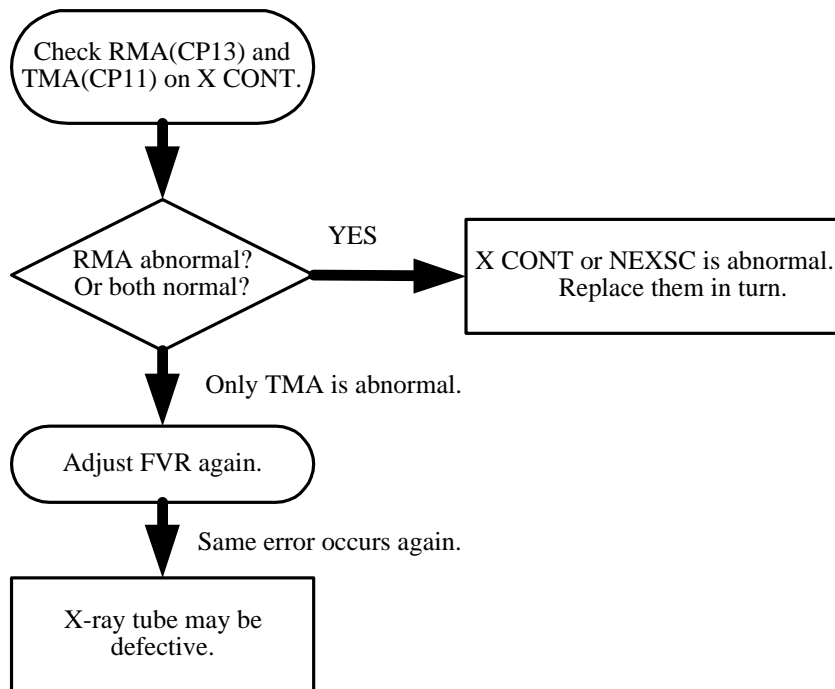 Check RMA(CP13) and
TMA(CP11) on X CONT.
RMA abnormal?
Or both normal?
YES
X CONT or NEXSC is abnormal.
Replace them in turn.
Only TMA is abnormal.
Adjust FVR again.
Same error occurs again.
X-ray tube may be
defective.